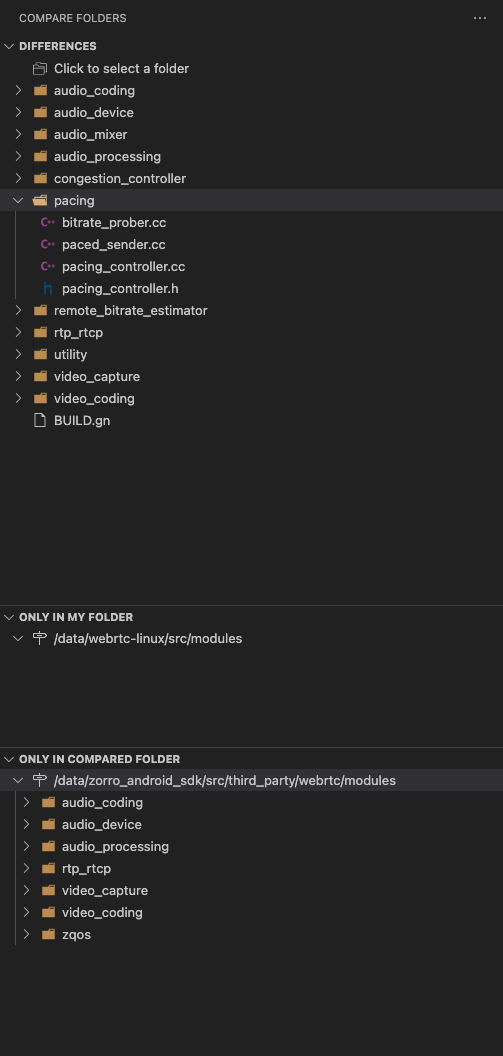 COMPARE FOLDERS
DIFFERENCES
Click to select a folder
audio_coding
audio_device
audio_mixer
audio_processing
congestion_controller
pacing
C++ bitrate_prober.cc
C++ paced_sender.cc
C++ pacing_controller.cc
h pacing_controller.h
remote_bitrate_estimator
rtp_rtcp
utility
video_capture
video_coding
BUILD.gn
ONLY IN MY FOLDER
/data/webrtc-linux/src/modules
ONLY IN COMPARED FOLDER
/data/zorro_android_sdk/src/third_party/webrtc/modules
audio_coding
audio_device
audio_processing
rtp_rtcp
video_capture
video_coding
zqos